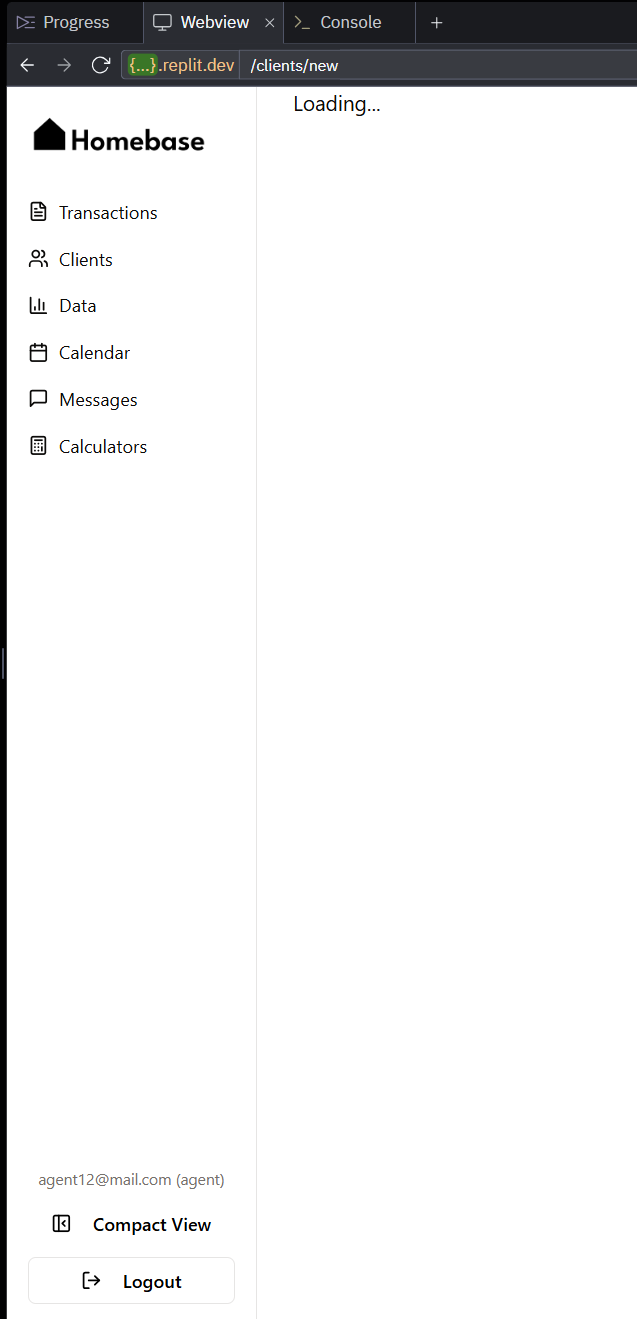 Progress
Webview
Console
{...}.replit.dev
/clients/new
Homebase
Loading...
Transactions
Clients
Data
Calendar
Messages
Calculators
agent12@mail.com (agent)
Compact View
Logout